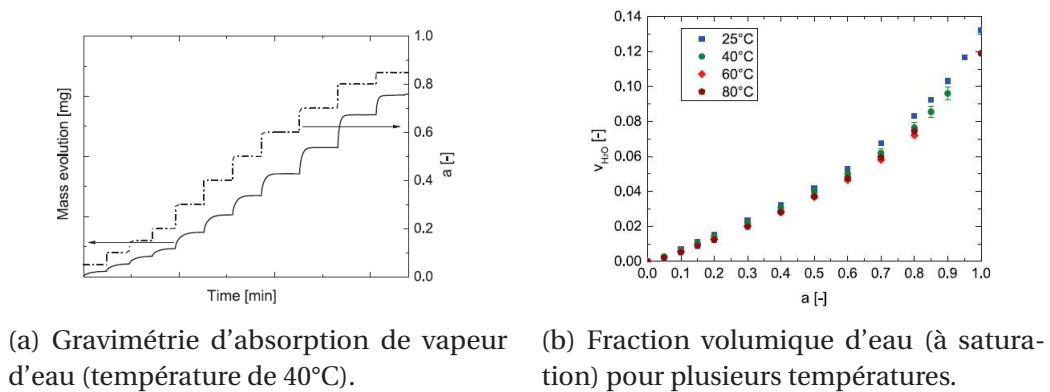 1.0
0.8
0.6
0.4
0.2
0.0
Mass evolution [mg]
a [-]
Time [min]
0.14
0.12
0.10
0.08
0.06
0.04
0.02
0.00
v_H₂O [-]
25°C
40°C
60°C
80°C
0.0 0.1 0.2 0.3 0.4 0.5 0.6 0.7 0.8 0.9 1.0
a [-]
(a) Gravimétrie d'absorption de vapeur
d'eau (température de 40°C).
(b) Fraction volumique d'eau (à satura-
tion) pour plusieurs températures.